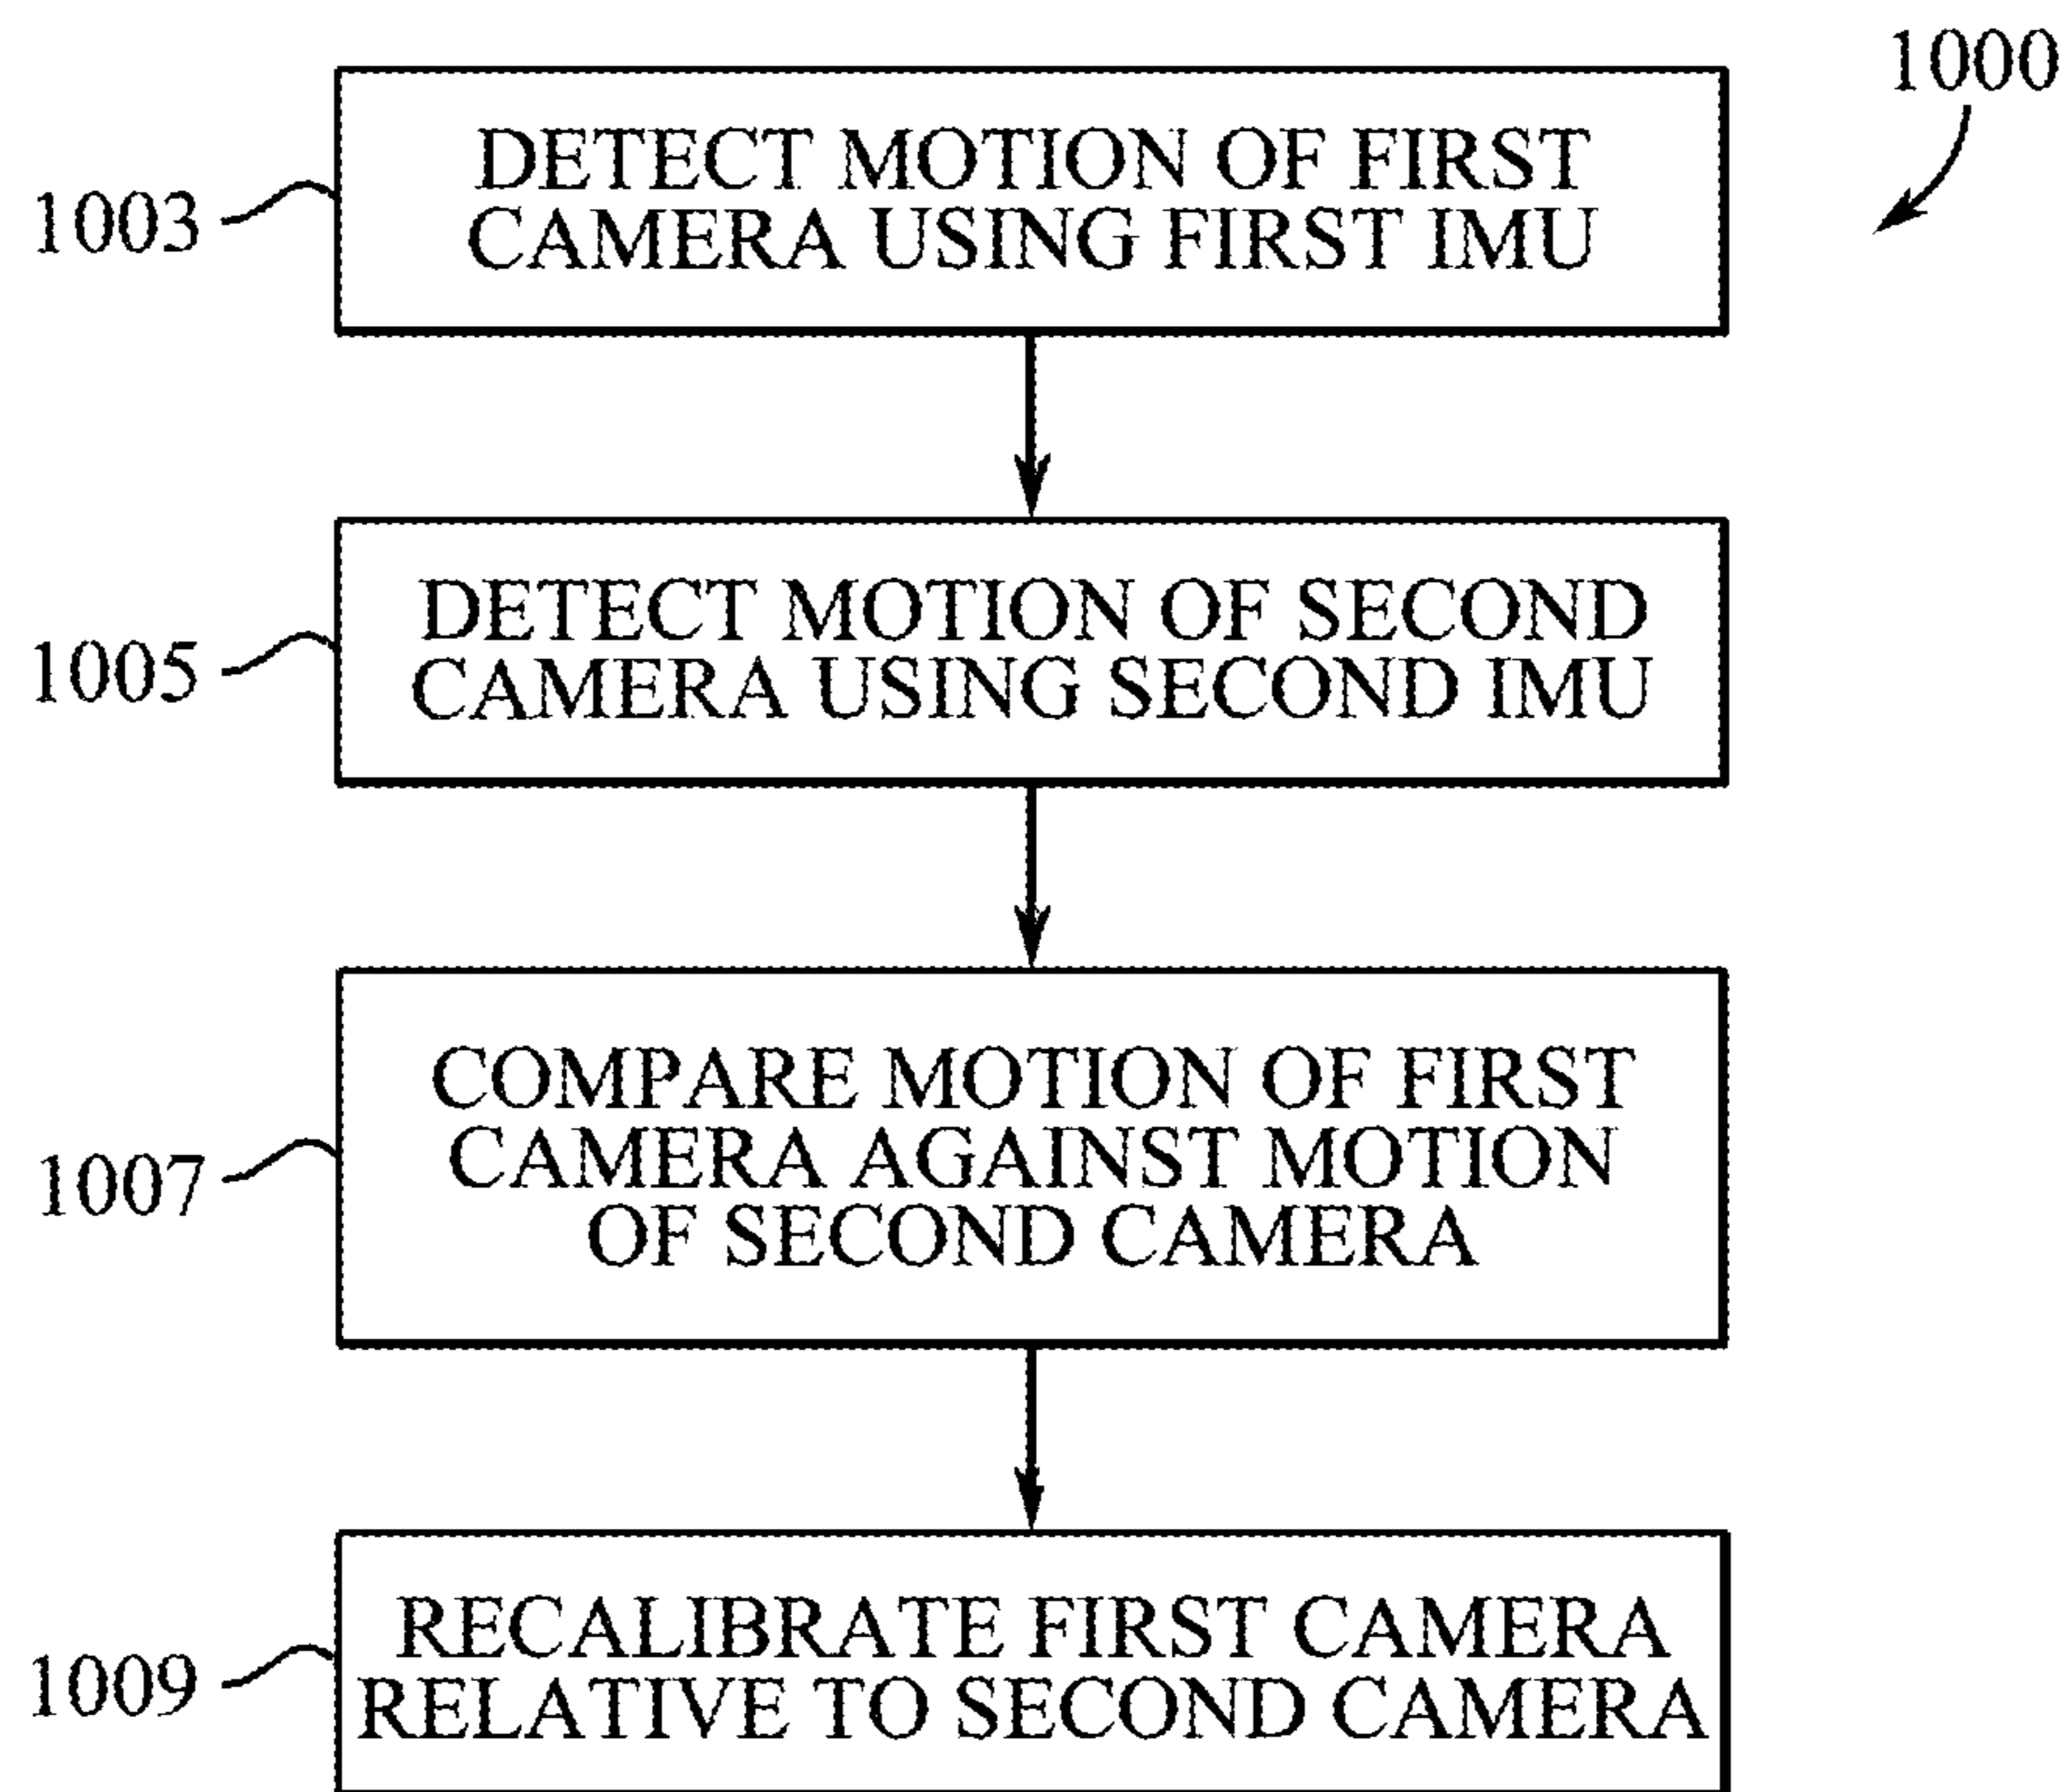 1000
DETECT MOTION OF FIRST
CAMERA USING FIRST IMU
1003
DETECT MOTION OF SECOND
CAMERA USING SECOND IMU
1005
COMPARE MOTION OF FIRST
CAMERA AGAINST MOTION
OF SECOND CAMERA
1007
RECALIBRATE FIRST CAMERA
RELATIVE TO SECOND CAMERA
1009